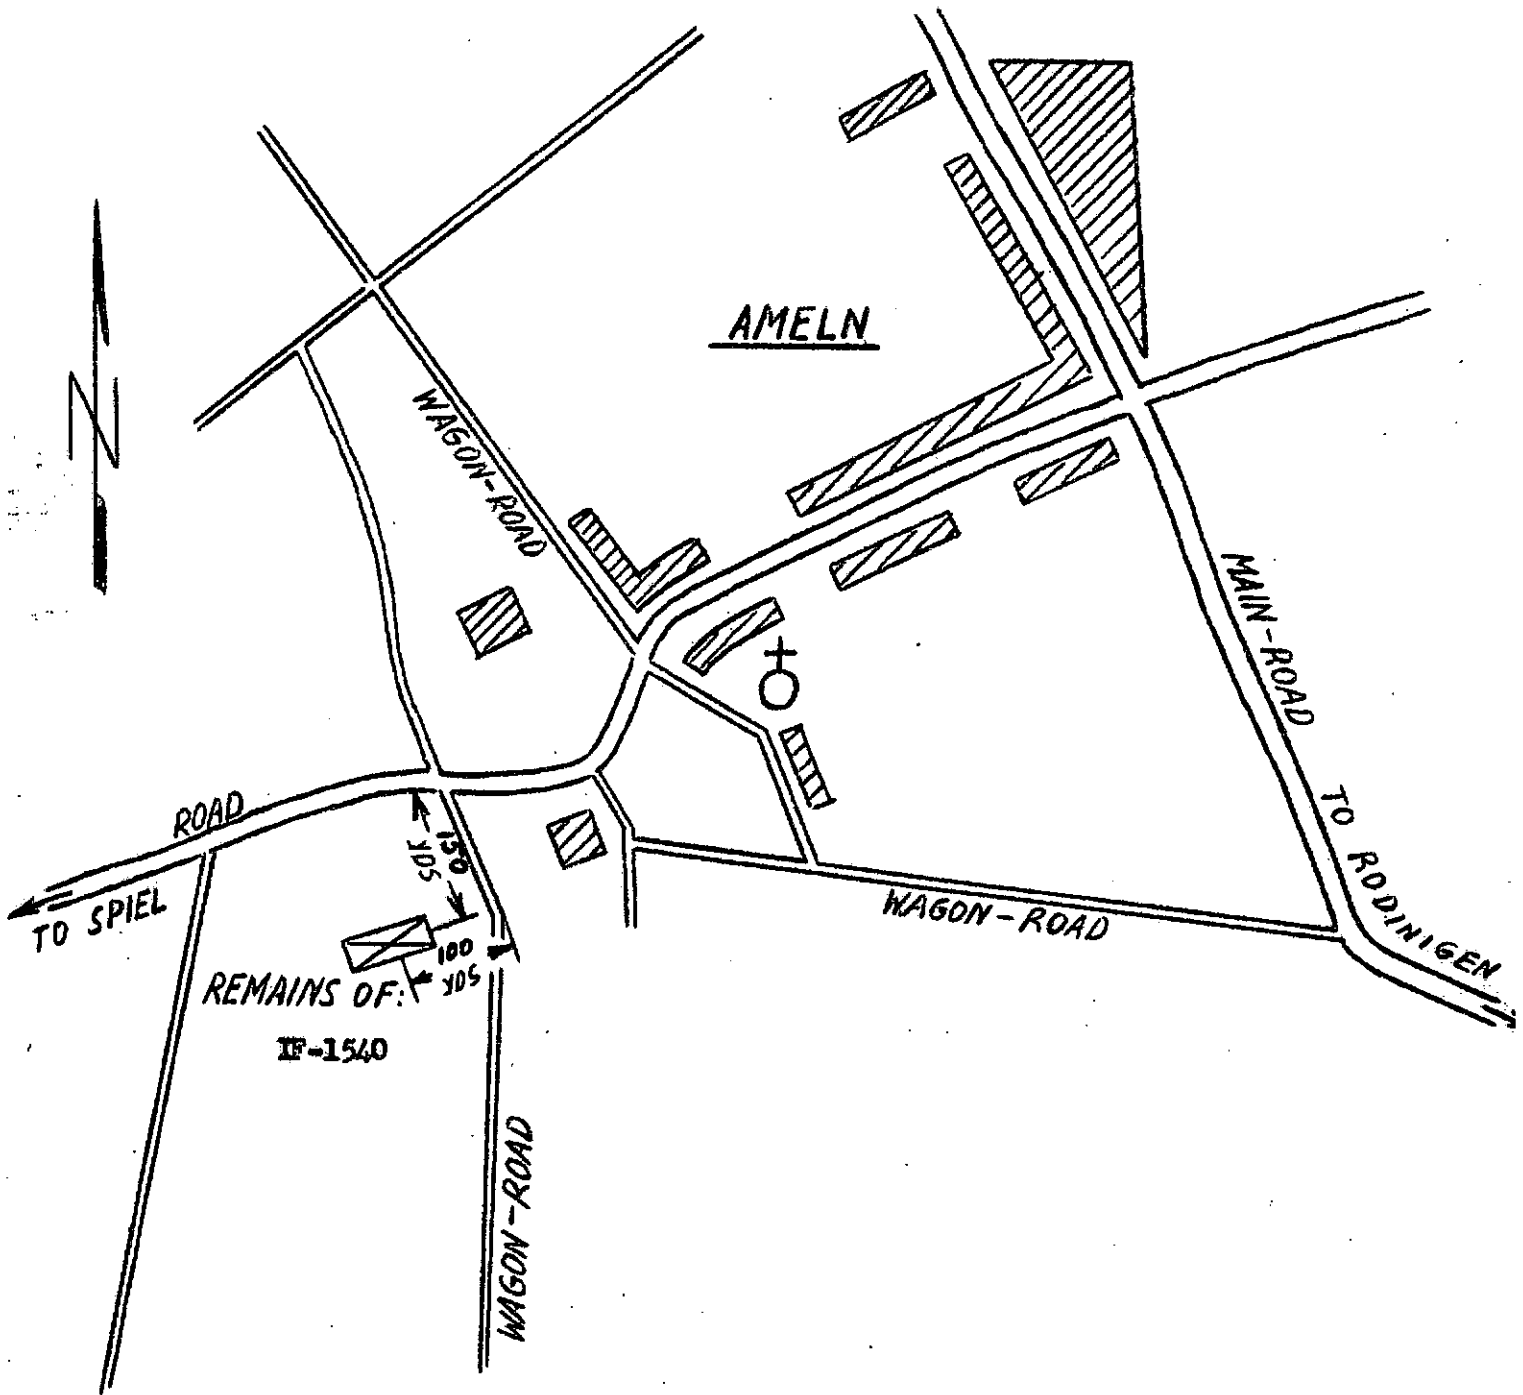 AMELN
N
WAGON-ROAD
MAIN-ROAD
TO RODINIGEN
ROAD
TO SPIEL
150
YDS
100
YDS
REMAINS OF:
IF-1540
WAGON-ROAD
WAGON-ROAD